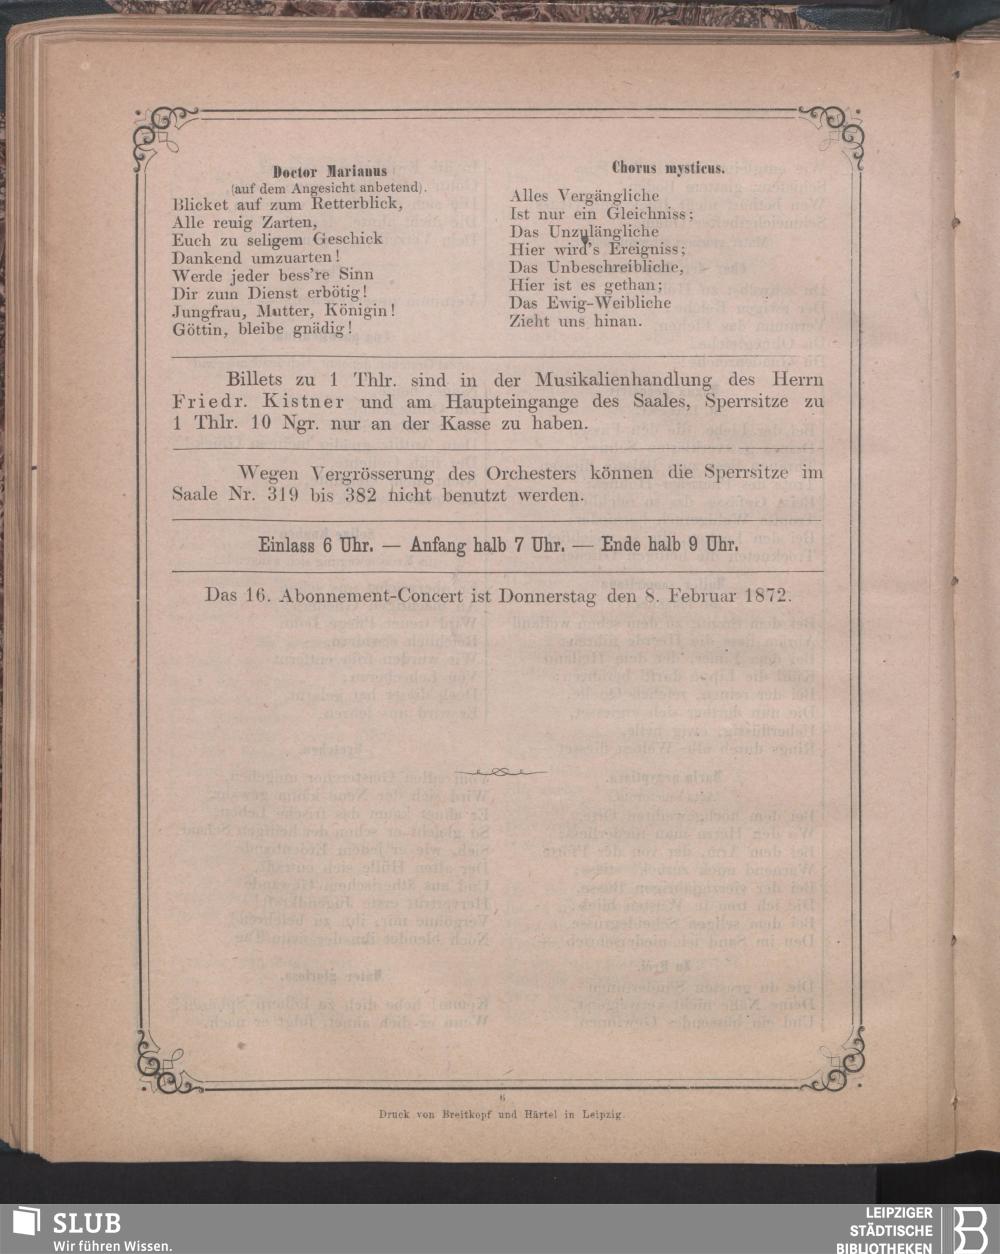 Doctor Marianus
(auf dem Angesicht anbetend).
Blicket auf zum Retterblick,
Alle reuig Zarten,
Euch zu seligem Geschick
Dankend umzuarten!
Werde jeder bess're Sinn
Dir zum Dienst erbötig!
Jungfrau, Mutter, Königin!
Göttin, bleibe gnädig!
Chorus mysticus.
Alles Vergängliche
Ist nur ein Gleichniss;
Das Unzulängliche
Hier wird's Ereigniss;
Das Unbeschreibliche,
Hier ist es gethan;
Das Ewig-Weibliche
Zieht uns hinan.
Billets zu 1 Thlr. sind in der Musikalienhandlung des Herrn
Friedr. Kistner und am Haupteingange des Saales, Sperrsitze zu
1 Thlr. 10 Ngr. nur an der Kasse zu haben.
Wegen Vergrösserung des Orchesters können die Sperrsitze im
Saale Nr. 319 bis 382 nicht benutzt werden.
Einlass 6 Uhr. — Anfang halb 7 Uhr. — Ende halb 9 Uhr.
Das 16. Abonnement-Concert ist Donnerstag den 8. Februar 1872.
6
Druck von Breitkopf und Härtel in Leipzig.
SLUB
Wir führen Wissen.
LEIPZIGER
STÄDTISCHE
BIBLIOTHEKEN